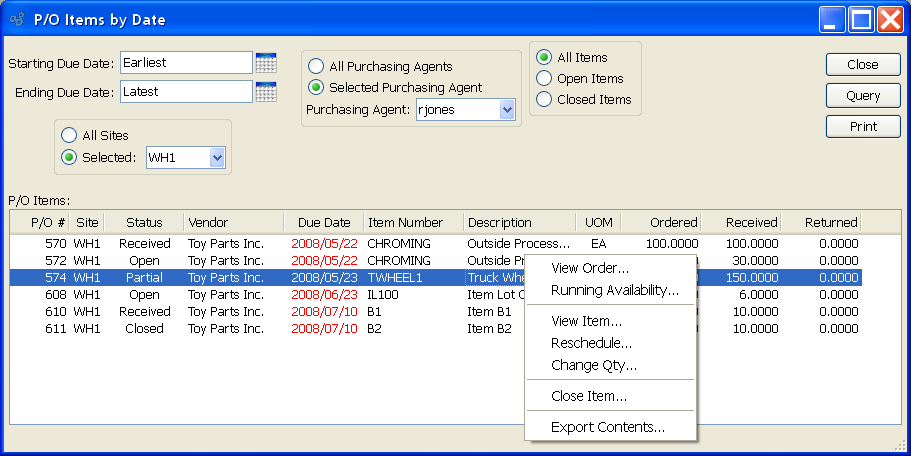 P/O Items by Date
Starting Due Date: Earliest
Ending Due Date: Latest
All Sites
Selected: WH1
All Purchasing Agents
Selected Purchasing Agent
Purchasing Agent: rjones
All Items
Open Items
Closed Items
Close
Query
Print
P/O Items:
P/O # Site Status Vendor Due Date Item Number Description UOM Ordered Received Returned
570 WH1 Received Toy Parts Inc. 2008/05/22 CHROMING Outside Process... EA 100.0000 100.0000 0.0000
572 WH1 Open Toy Parts Inc. 2008/05/22 CHROMING Outside 30.0000 0.0000
574 WH1 Partial Toy Parts Inc. 2008/05/23 TWHEEL1 Truck 150.0000 0.0000
608 WH1 Open Toy Parts Inc. 2008/06/23 IL100 Item Lot 6.0000 0.0000
610 WH1 Received Toy Parts Inc. 2008/07/10 B1 Item B1 10.0000 0.0000
611 WH1 Closed Toy Parts Inc. 2008/07/10 B2 Item B2 10.0000 0.0000
View Order...
Running Availability...
View Item...
Reschedule...
Change Qty...
Close Item...
Export Contents...